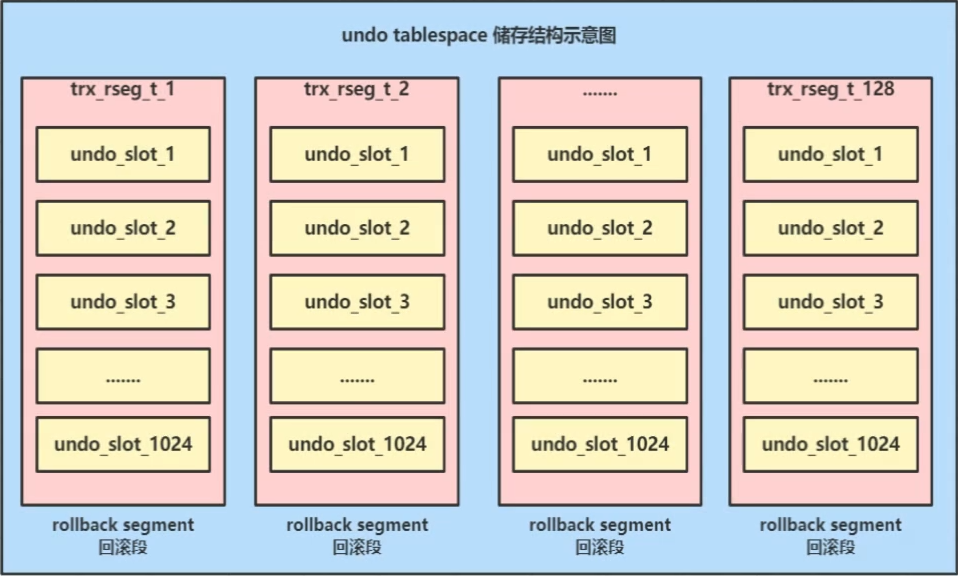 undo tablespace 储存结构示意图
trx_rseg_t_1
undo_slot_1
undo_slot_2
undo_slot_3
.......
undo_slot_1024
rollback segment
回滚段
trx_rseg_t_2
undo_slot_1
undo_slot_2
undo_slot_3
.......
undo_slot_1024
rollback segment
回滚段
.......
undo_slot_1
undo_slot_2
undo_slot_3
.......
undo_slot_1024
rollback segment
回滚段
trx_rseg_t_128
undo_slot_1
undo_slot_2
undo_slot_3
.......
undo_slot_1024
rollback segment
回滚段